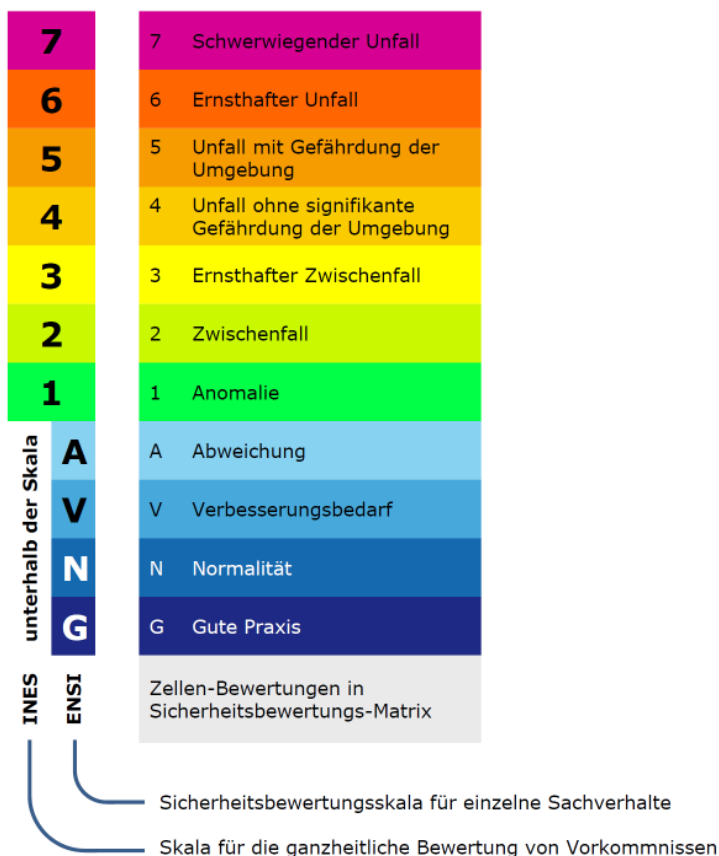 7 7 Schwerwiegender Unfall
6 6 Ernsthafter Unfall
5 5 Unfall mit Gefährdung der
Umgebung
4 4 Unfall ohne signifikante
Gefährdung der Umgebung
3 3 Ernsthafter Zwischenfall
2 2 Zwischenfall
1 1 Anomalie
unterhalb der Skala
A A Abweichung
V V Verbesserungsbedarf
N N Normalität
G G Gute Praxis
INES
ENSI
Zellen-Bewertungen in
Sicherheitsbewertungs-Matrix
Sicherheitsbewertungsskala für einzelne Sachverhalte
Skala für die ganzheitliche Bewertung von Vorkommnissen